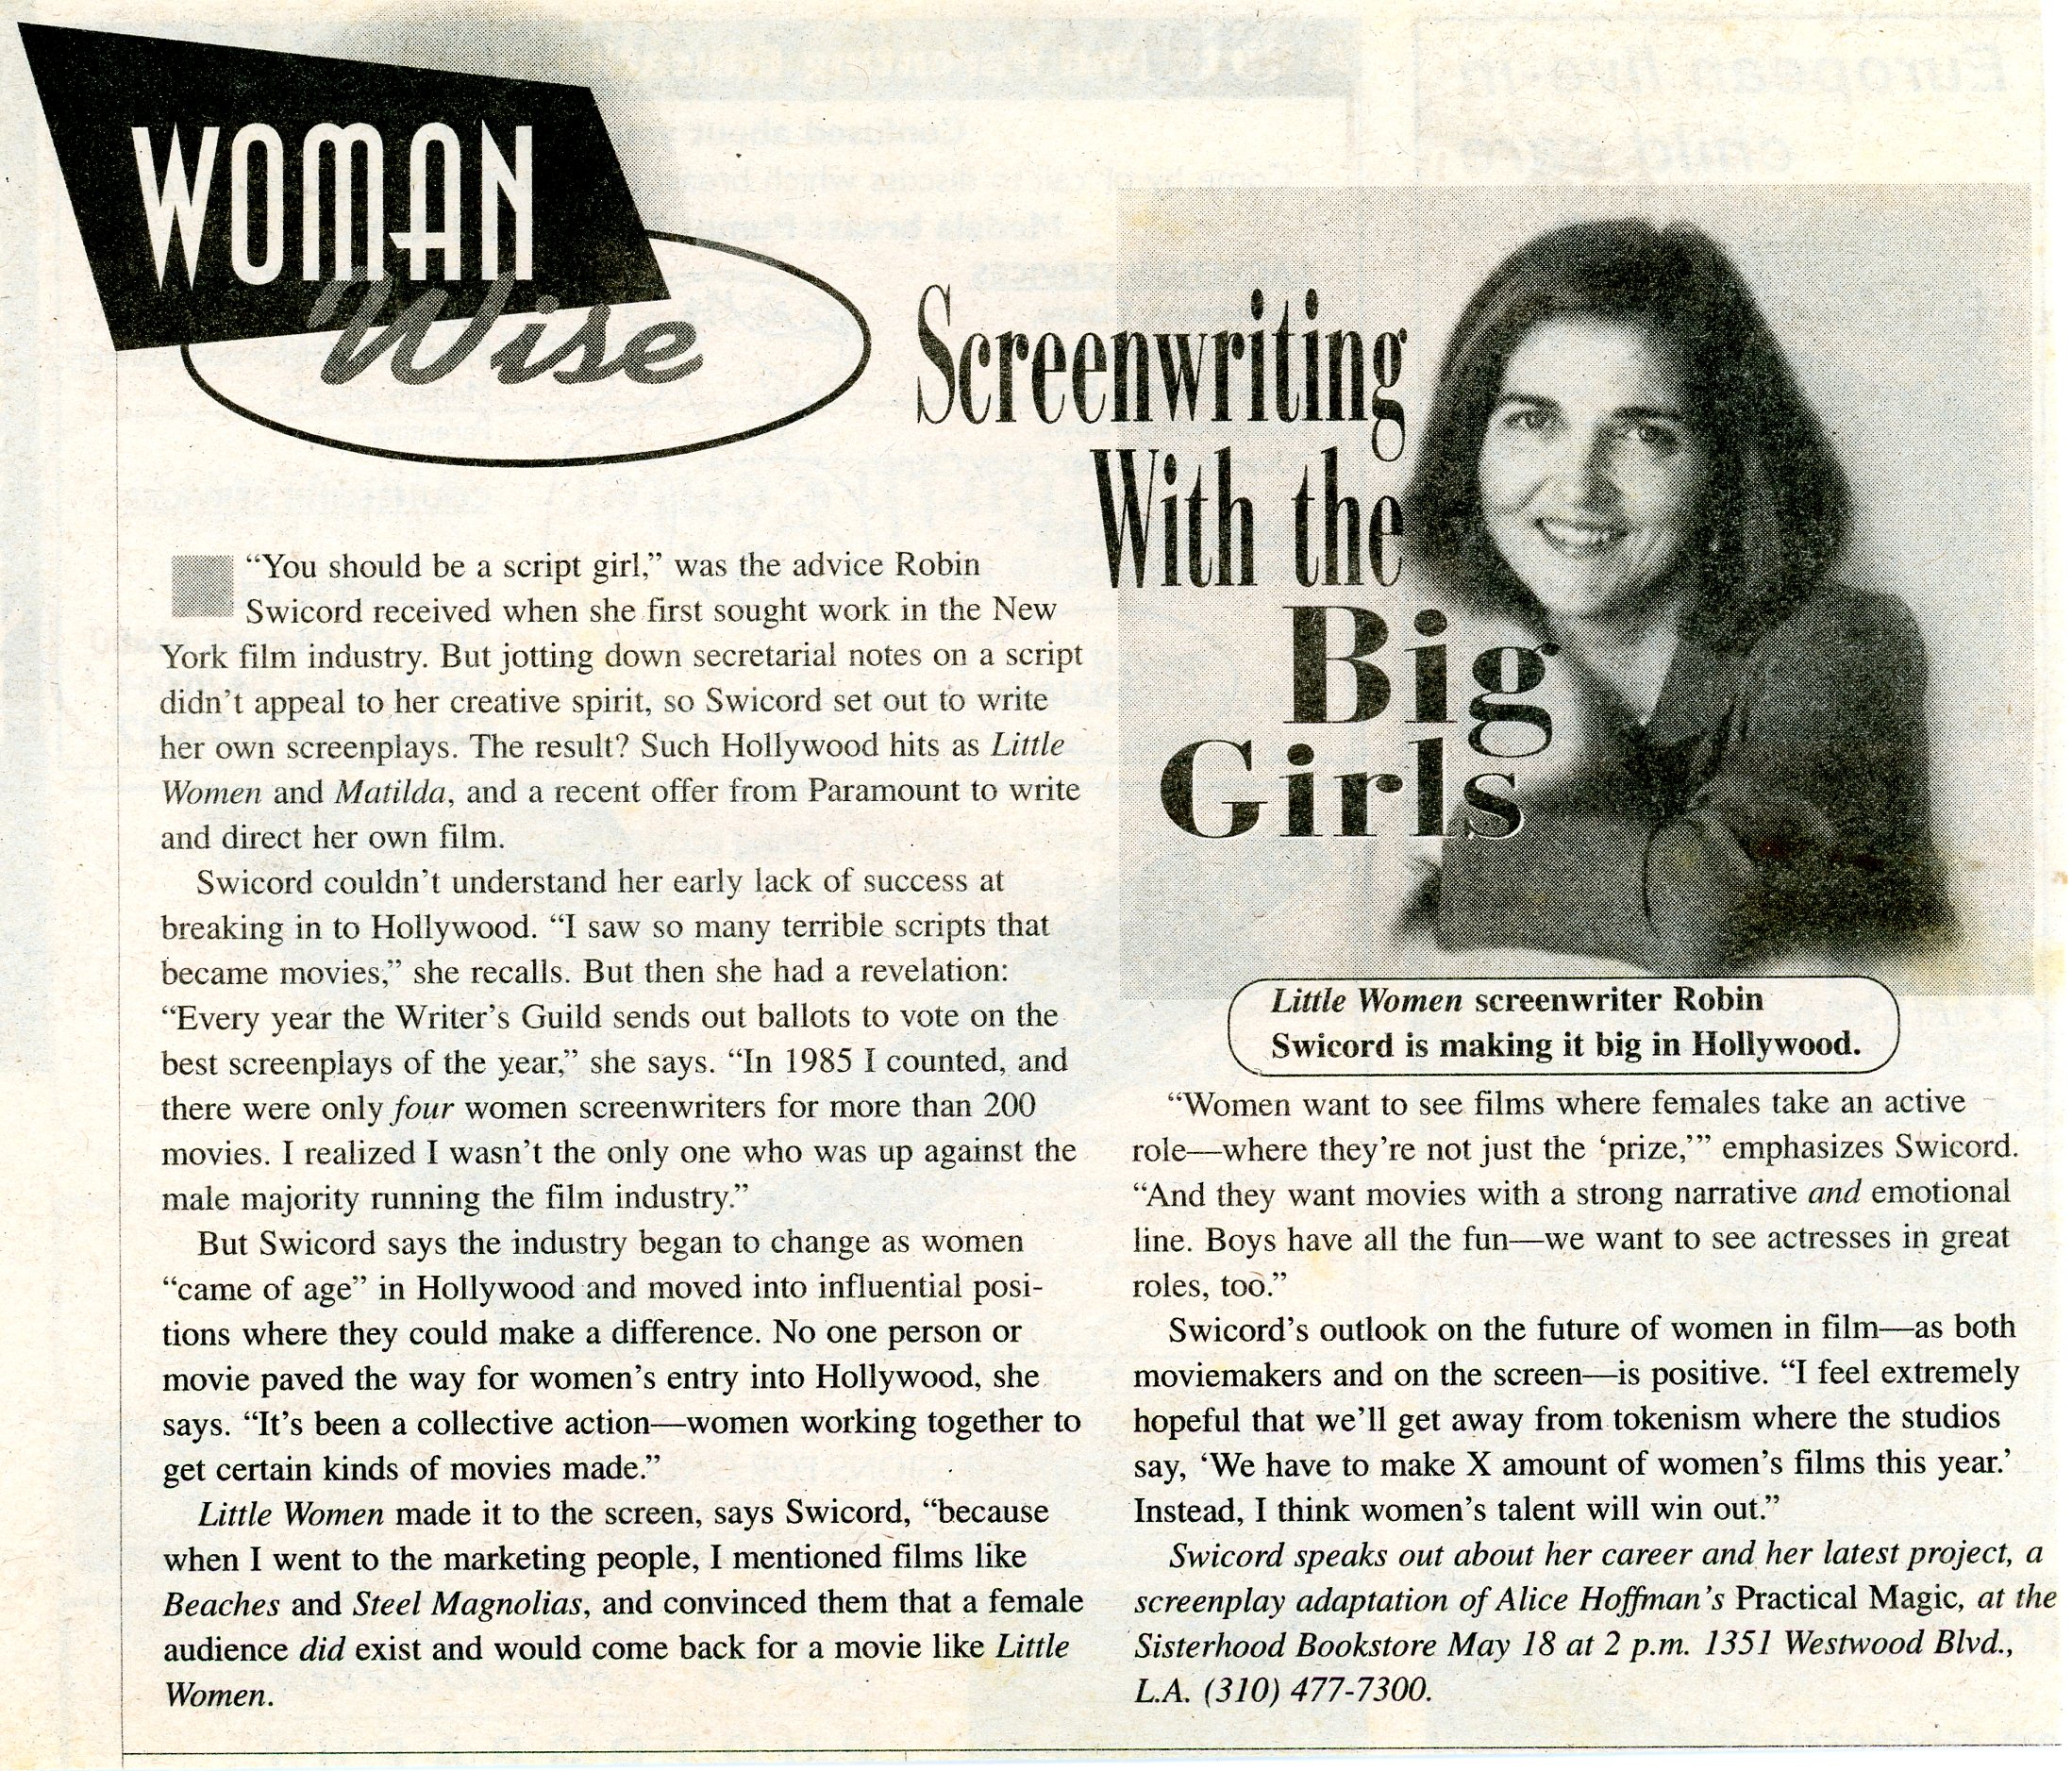 WOMAN
Wise
Screenwriting
With the
Big
Girls
“You should be a script girl,” was the advice Robin
Swicord received when she first sought work in the New
York film industry. But jotting down secretarial notes on a script
didn’t appeal to her creative spirit, so Swicord set out to write
her own screenplays. The result? Such Hollywood hits as Little
Women and Matilda, and a recent offer from Paramount to write
and direct her own film.
Swicord couldn’t understand her early lack of success at
breaking in to Hollywood. “I saw so many terrible scripts that
became movies,” she recalls. But then she had a revelation:
“Every year the Writer’s Guild sends out ballots to vote on the
best screenplays of the year,” she says. “In 1985 I counted, and
there were only four women screenwriters for more than 200
movies. I realized I wasn’t the only one who was up against the
male majority running the film industry.”
But Swicord says the industry began to change as women
“came of age” in Hollywood and moved into influential posi-
tions where they could make a difference. No one person or
movie paved the way for women’s entry into Hollywood, she
says. “It’s been a collective action—women working together to
get certain kinds of movies made.”
Little Women made it to the screen, says Swicord, “because
when I went to the marketing people, I mentioned films like
Beaches and Steel Magnolias, and convinced them that a female
audience did exist and would come back for a movie like Little
Women.
Little Women screenwriter Robin
Swicord is making it big in Hollywood.
“Women want to see films where females take an active
role—where they’re not just the ‘prize,’” emphasizes Swicord.
“And they want movies with a strong narrative and emotional
line. Boys have all the fun—we want to see actresses in great
roles, too.”
Swicord’s outlook on the future of women in film—as both
moviemakers and on the screen—is positive. “I feel extremely
hopeful that we’ll get away from tokenism where the studios
say, ‘We have to make X amount of women’s films this year.’
Instead, I think women’s talent will win out.”
Swicord speaks out about her career and her latest project, a
screenplay adaptation of Alice Hoffman’s Practical Magic, at the
Sisterhood Bookstore May 18 at 2 p.m. 1351 Westwood Blvd.,
L.A. (310) 477-7300.